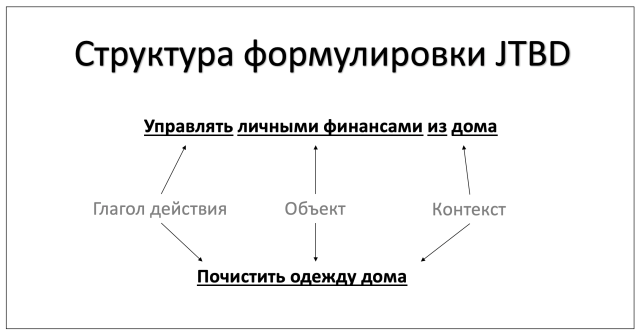 Структура формулировки JTBD
Управлять личными финансами из дома
Глагол действия Объект Контекст
Почистить одежду дома